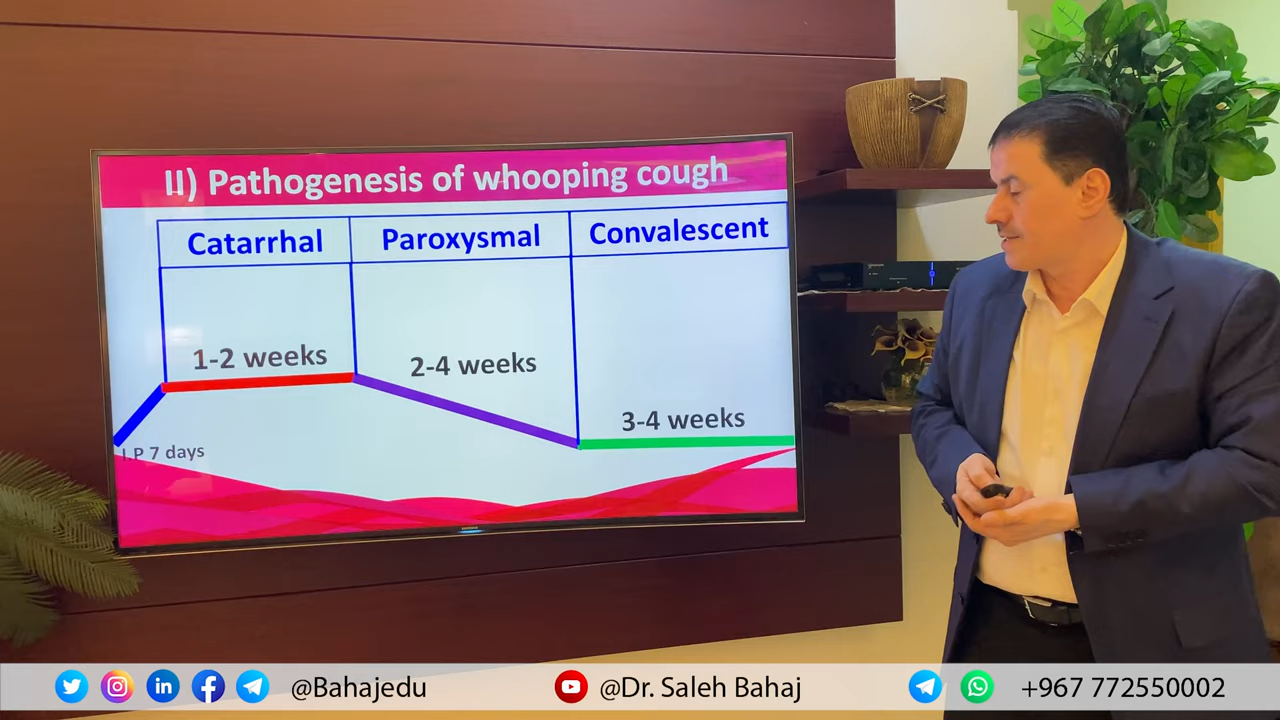 II) Pathogenesis of whooping cough
Catarrhal Paroxysmal Convalescent
1-2 weeks
2-4 weeks
3-4 weeks
I.P 7 days
@Bahajedu @Dr. Saleh Bahaj +967 772550002